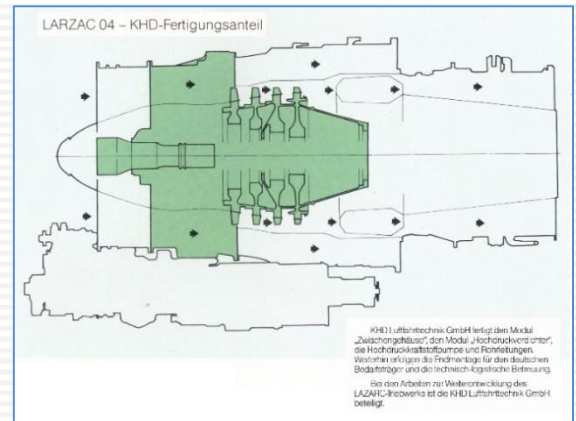 LARZAC 04 – KHD-Fertigungsanteil
KHD Luftfahrttechnik GmbH fertigt den Modul
„Zwischengehäuse", den Modul „Hochdruckverdichter",
die Hochdruckkraftstoffpumpe und Rohrleitungen.
Weiterhin erfolgen die Endmontage für den deutschen
Bedarfsträger und die technisch-logistische Betreuung.
Bei den Arbeiten zur Weiterentwicklung des
LAZARC-Triebwerks ist die KHD Luftfahrttechnik GmbH
beteiligt.